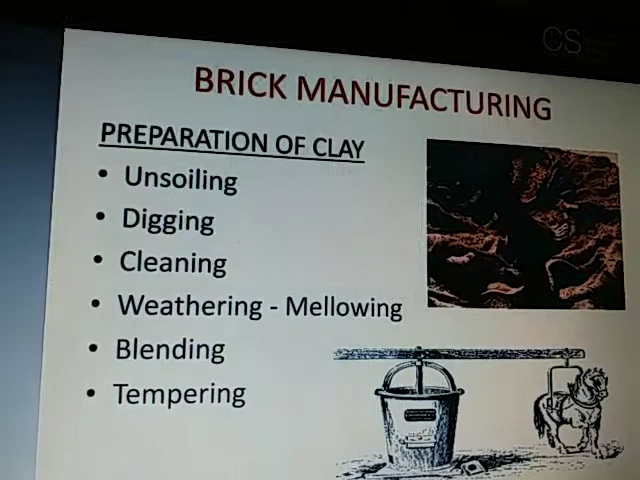 CS
BRICK MANUFACTURING
PREPARATION OF CLAY
• Unsoiling
• Digging
• Cleaning
• Weathering - Mellowing
• Blending
• Tempering